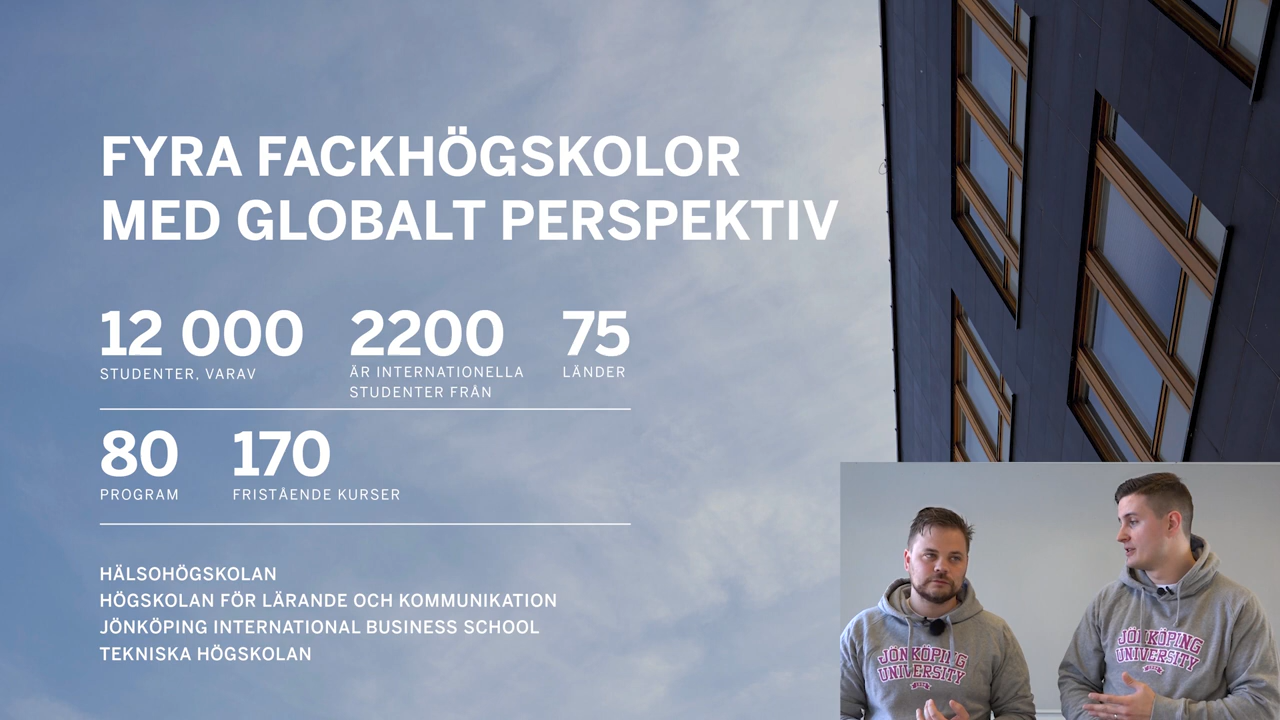 FYRA FACKHÖGSKOLOR
MED GLOBALT PERSPEKTIV
12 000
STUDENTER, VARAV
2200
ÄR INTERNATIONELLA
STUDENTER FRÅN
75
LÄNDER
80
PROGRAM
170
FRISTÅENDE KURSER
HÄLSOHÖGSKOLAN
HÖGSKOLAN FÖR LÄRANDE OCH KOMMUNIKATION
JÖNKÖPING INTERNATIONAL BUSINESS SCHOOL
TEKNISKA HÖGSKOLAN
JÖNKÖPING
UNIVERSITY
JÖNKÖPING
UNIVERSITY